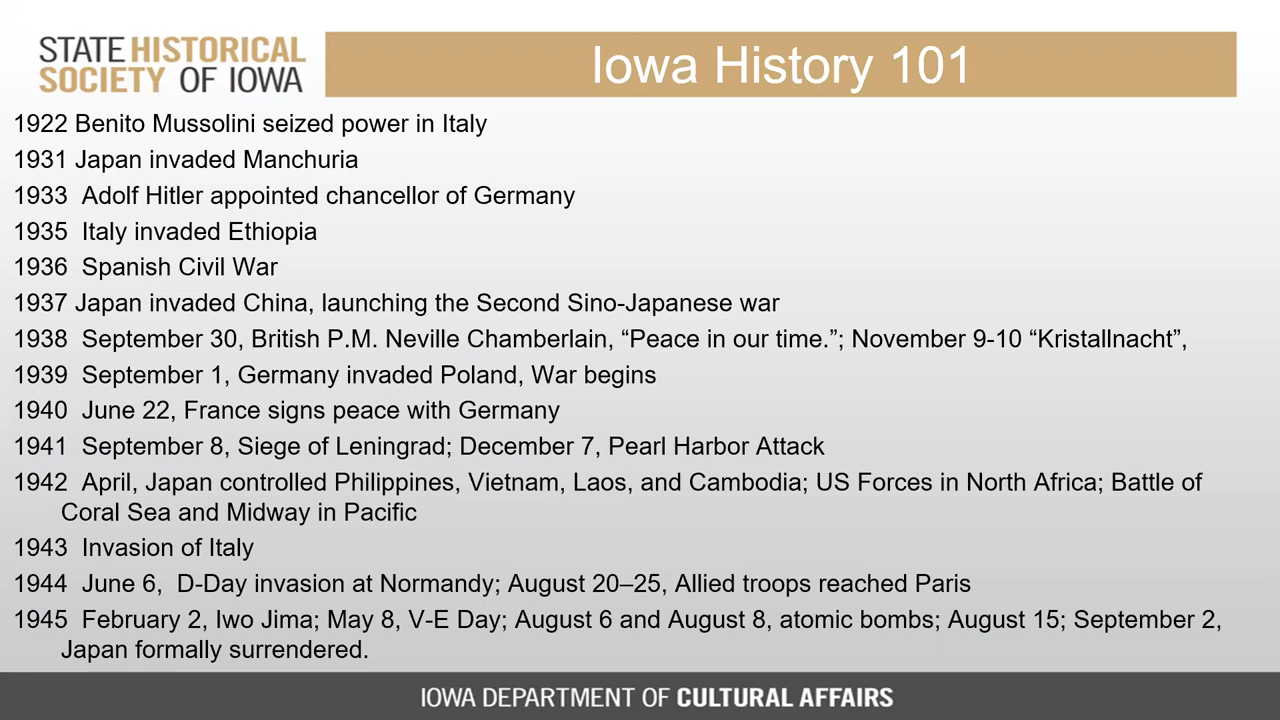 STATE HISTORICAL
SOCIETY OF IOWA
Iowa History 101
1922 Benito Mussolini seized power in Italy
1931 Japan invaded Manchuria
1933  Adolf Hitler appointed chancellor of Germany
1935  Italy invaded Ethiopia
1936  Spanish Civil War
1937 Japan invaded China, launching the Second Sino-Japanese war
1938  September 30, British P.M. Neville Chamberlain, “Peace in our time.”; November 9-10 “Kristallnacht”,
1939  September 1, Germany invaded Poland, War begins
1940  June 22, France signs peace with Germany
1941  September 8, Siege of Leningrad; December 7, Pearl Harbor Attack
1942  April, Japan controlled Philippines, Vietnam, Laos, and Cambodia; US Forces in North Africa; Battle of
Coral Sea and Midway in Pacific
1943  Invasion of Italy
1944  June 6,  D-Day invasion at Normandy; August 20–25, Allied troops reached Paris
1945  February 2, Iwo Jima; May 8, V-E Day; August 6 and August 8, atomic bombs; August 15; September 2,
Japan formally surrendered.
IOWA DEPARTMENT OF CULTURAL AFFAIRS